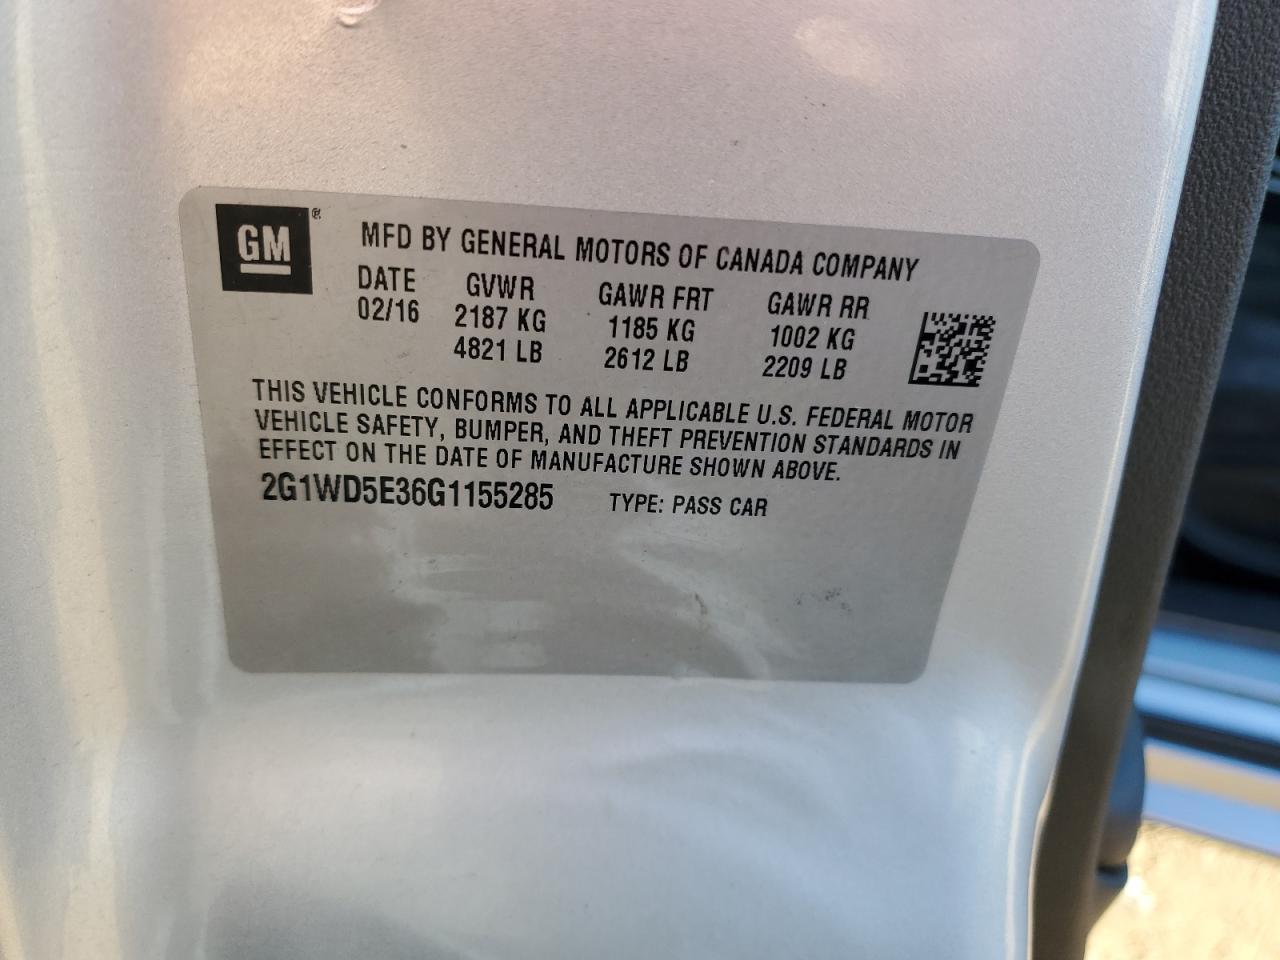 GM ®
MFD BY GENERAL MOTORS OF CANADA COMPANY
DATE GVWR GAWR FRT GAWR RR
02/16 2187 KG 1185 KG 1002 KG
4821 LB 2612 LB 2209 LB
THIS VEHICLE CONFORMS TO ALL APPLICABLE U.S. FEDERAL MOTOR
VEHICLE SAFETY, BUMPER, AND THEFT PREVENTION STANDARDS IN
EFFECT ON THE DATE OF MANUFACTURE SHOWN ABOVE.
2G1WD5E36G1155285 TYPE: PASS CAR